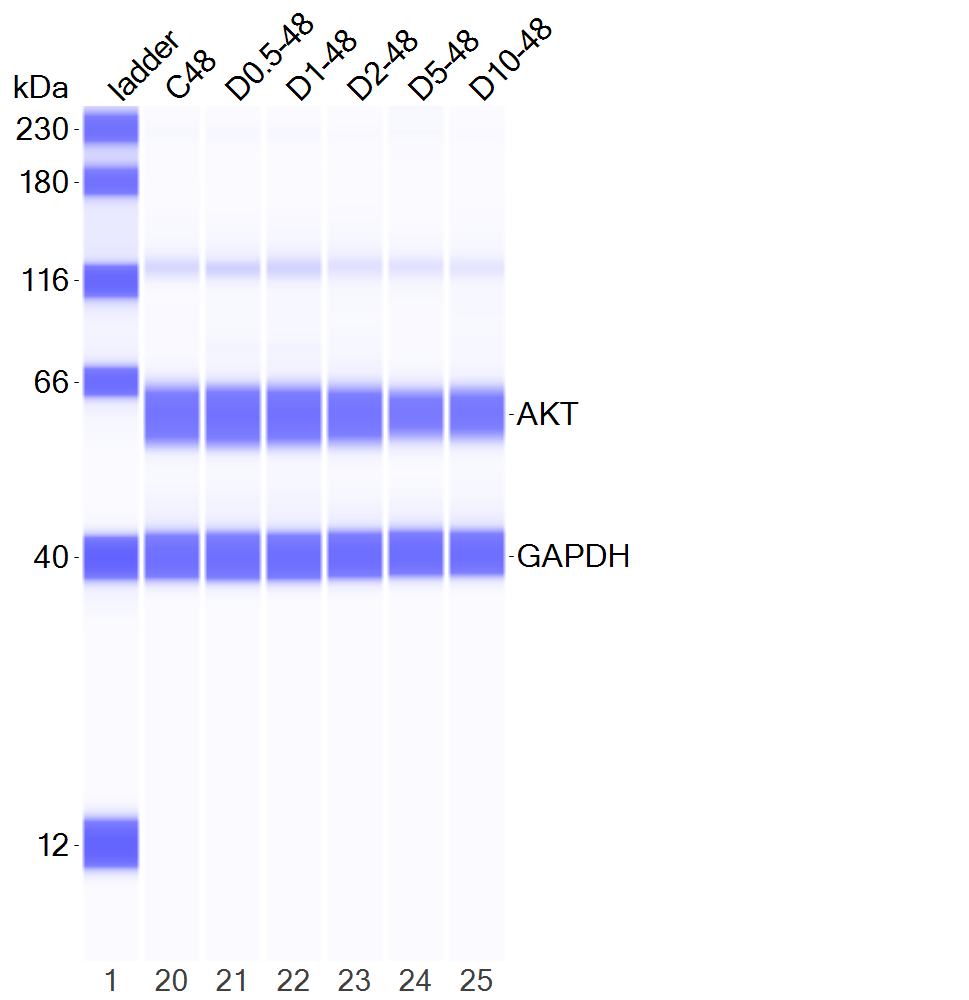 kDa
ladder
C48
D0.5-48
D1-48
D2-48
D5-48
D10-48
230
180
116
66
AKT
40
GAPDH
12
1 20 21 22 23 24 25